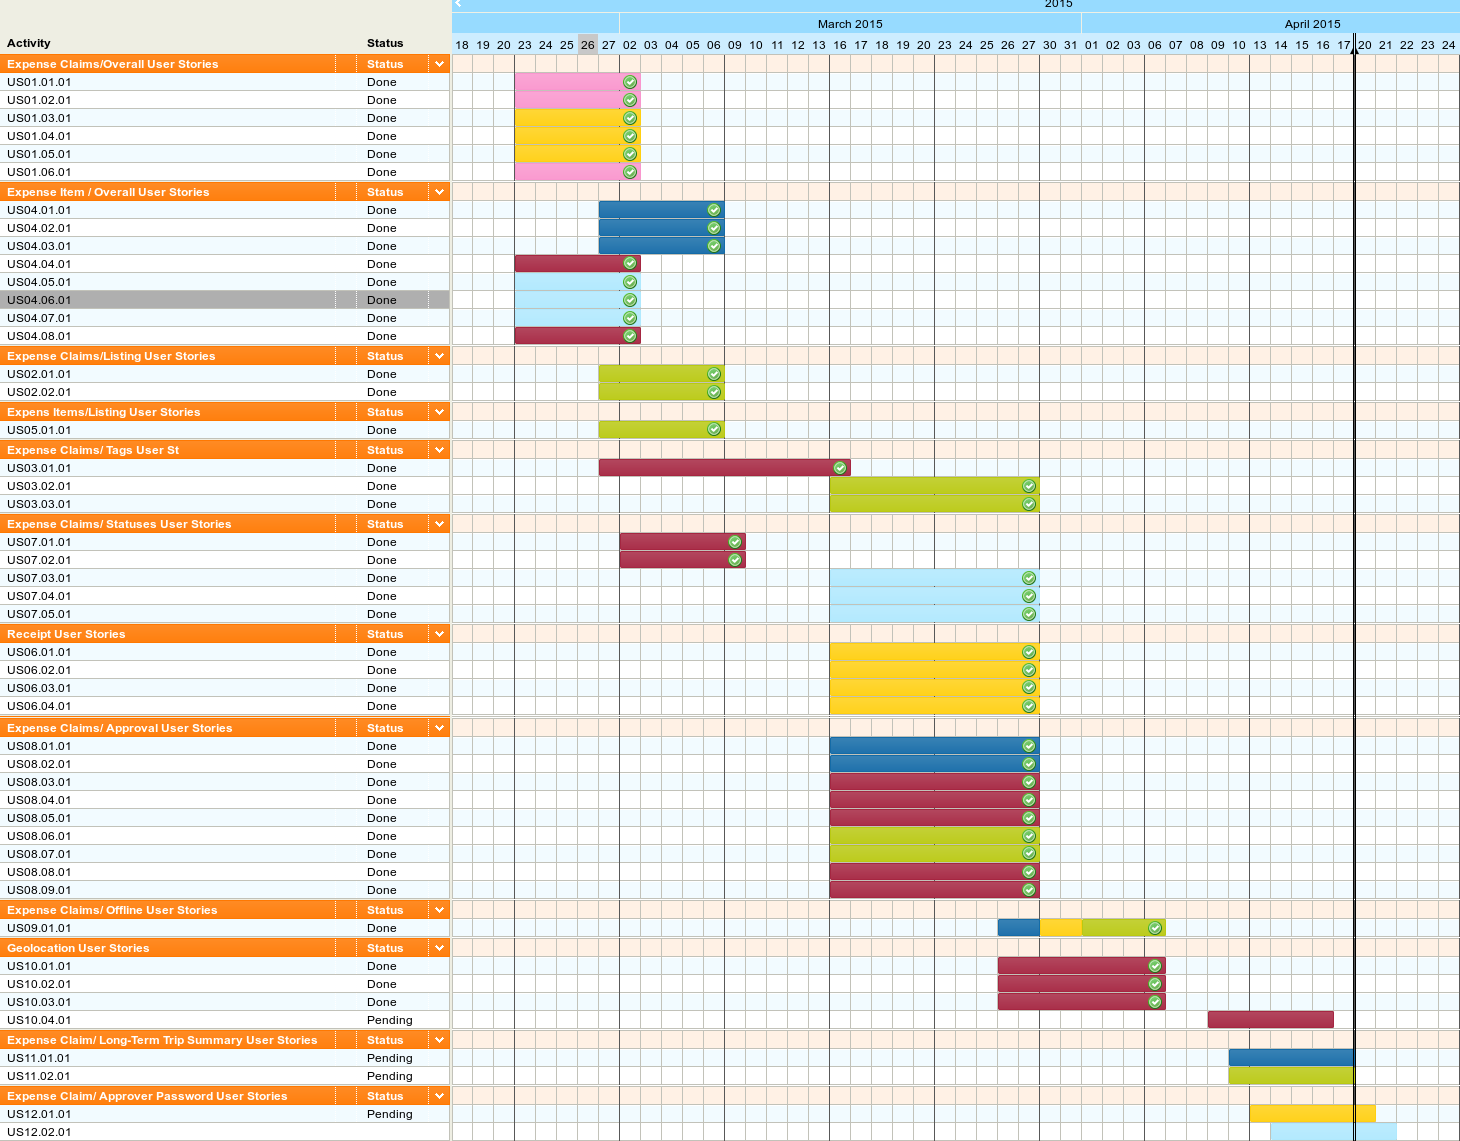 2015
March 2015 April 2015
Activity Status 18 19 20 23 24 25 26 27 02 03 04 05 06 09 10 11 12 13 16 17 18 19 20 23 24 25 26 27 30 31 01 02 03 06 07 08 09 10 13 14 15 16 17 20 21 22 23 24
Expense Claims/Overall User Stories Status
US01.01.01 Done
US01.02.01 Done
US01.03.01 Done
US01.04.01 Done
US01.05.01 Done
US01.06.01 Done
Expense Item / Overall User Stories Status
US04.01.01 Done
US04.02.01 Done
US04.03.01 Done
US04.04.01 Done
US04.05.01 Done
US04.06.01 Done
US04.07.01 Done
US04.08.01 Done
Expense Claims/Listing User Stories Status
US02.01.01 Done
US02.02.01 Done
Expens Items/Listing User Stories Status
US05.01.01 Done
Expense Claims/ Tags User St Status
US03.01.01 Done
US03.02.01 Done
US03.03.01 Done
Expense Claims/ Statuses User Stories Status
US07.01.01 Done
US07.02.01 Done
US07.03.01 Done
US07.04.01 Done
US07.05.01 Done
Receipt User Stories Status
US06.01.01 Done
US06.02.01 Done
US06.03.01 Done
US06.04.01 Done
Expense Claims/ Approval User Stories Status
US08.01.01 Done
US08.02.01 Done
US08.03.01 Done
US08.04.01 Done
US08.05.01 Done
US08.06.01 Done
US08.07.01 Done
US08.08.01 Done
US08.09.01 Done
Expense Claims/ Offline User Stories Status
US09.01.01 Done
Geolocation User Stories Status
US10.01.01 Done
US10.02.01 Done
US10.03.01 Done
US10.04.01 Pending
Expense Claim/ Long-Term Trip Summary User Stories Status
US11.01.01 Pending
US11.02.01 Pending
Expense Claim/ Approver Password User Stories Status
US12.01.01 Pending
US12.02.01